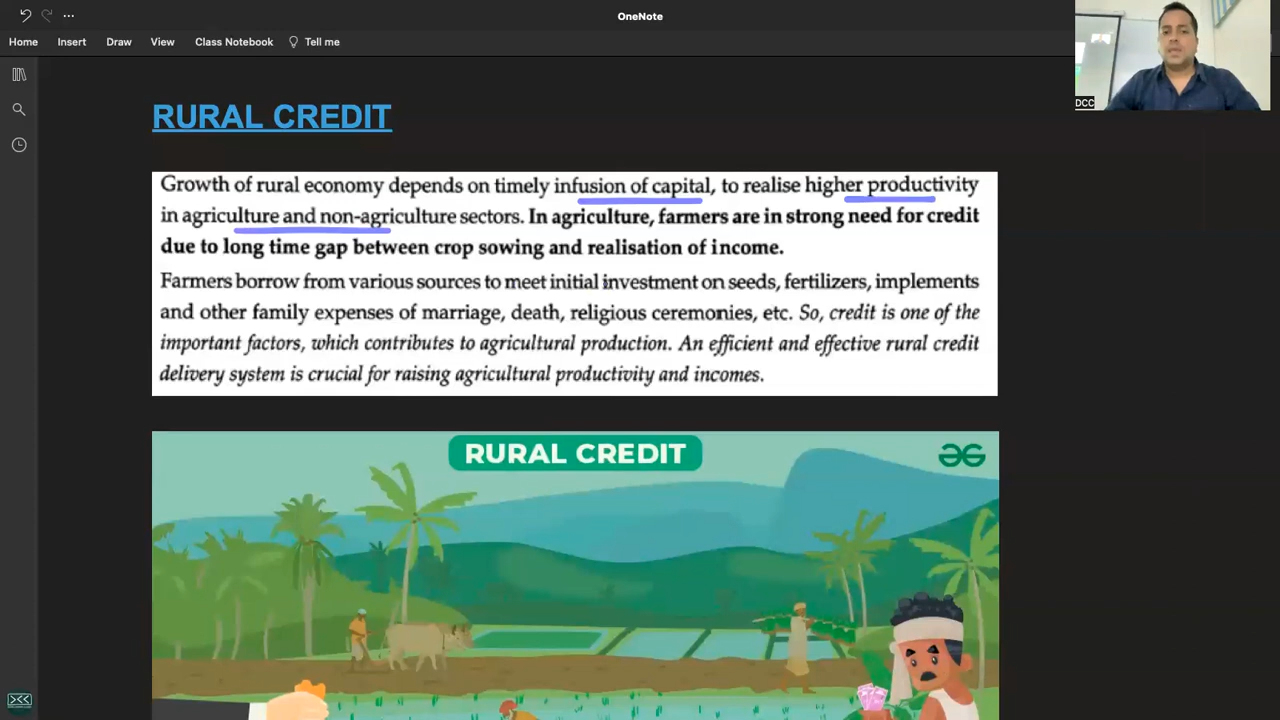 OneNote
Home Insert Draw View Class Notebook Tell me
DCC
RURAL CREDIT
Growth of rural economy depends on timely infusion of capital, to realise higher productivity
in agriculture and non-agriculture sectors. In agriculture, farmers are in strong need for credit
due to long time gap between crop sowing and realisation of income.
Farmers borrow from various sources to meet initial investment on seeds, fertilizers, implements
and other family expenses of marriage, death, religious ceremonies, etc. So, credit is one of the
important factors, which contributes to agricultural production. An efficient and effective rural credit
delivery system is crucial for raising agricultural productivity and incomes.
RURAL CREDIT